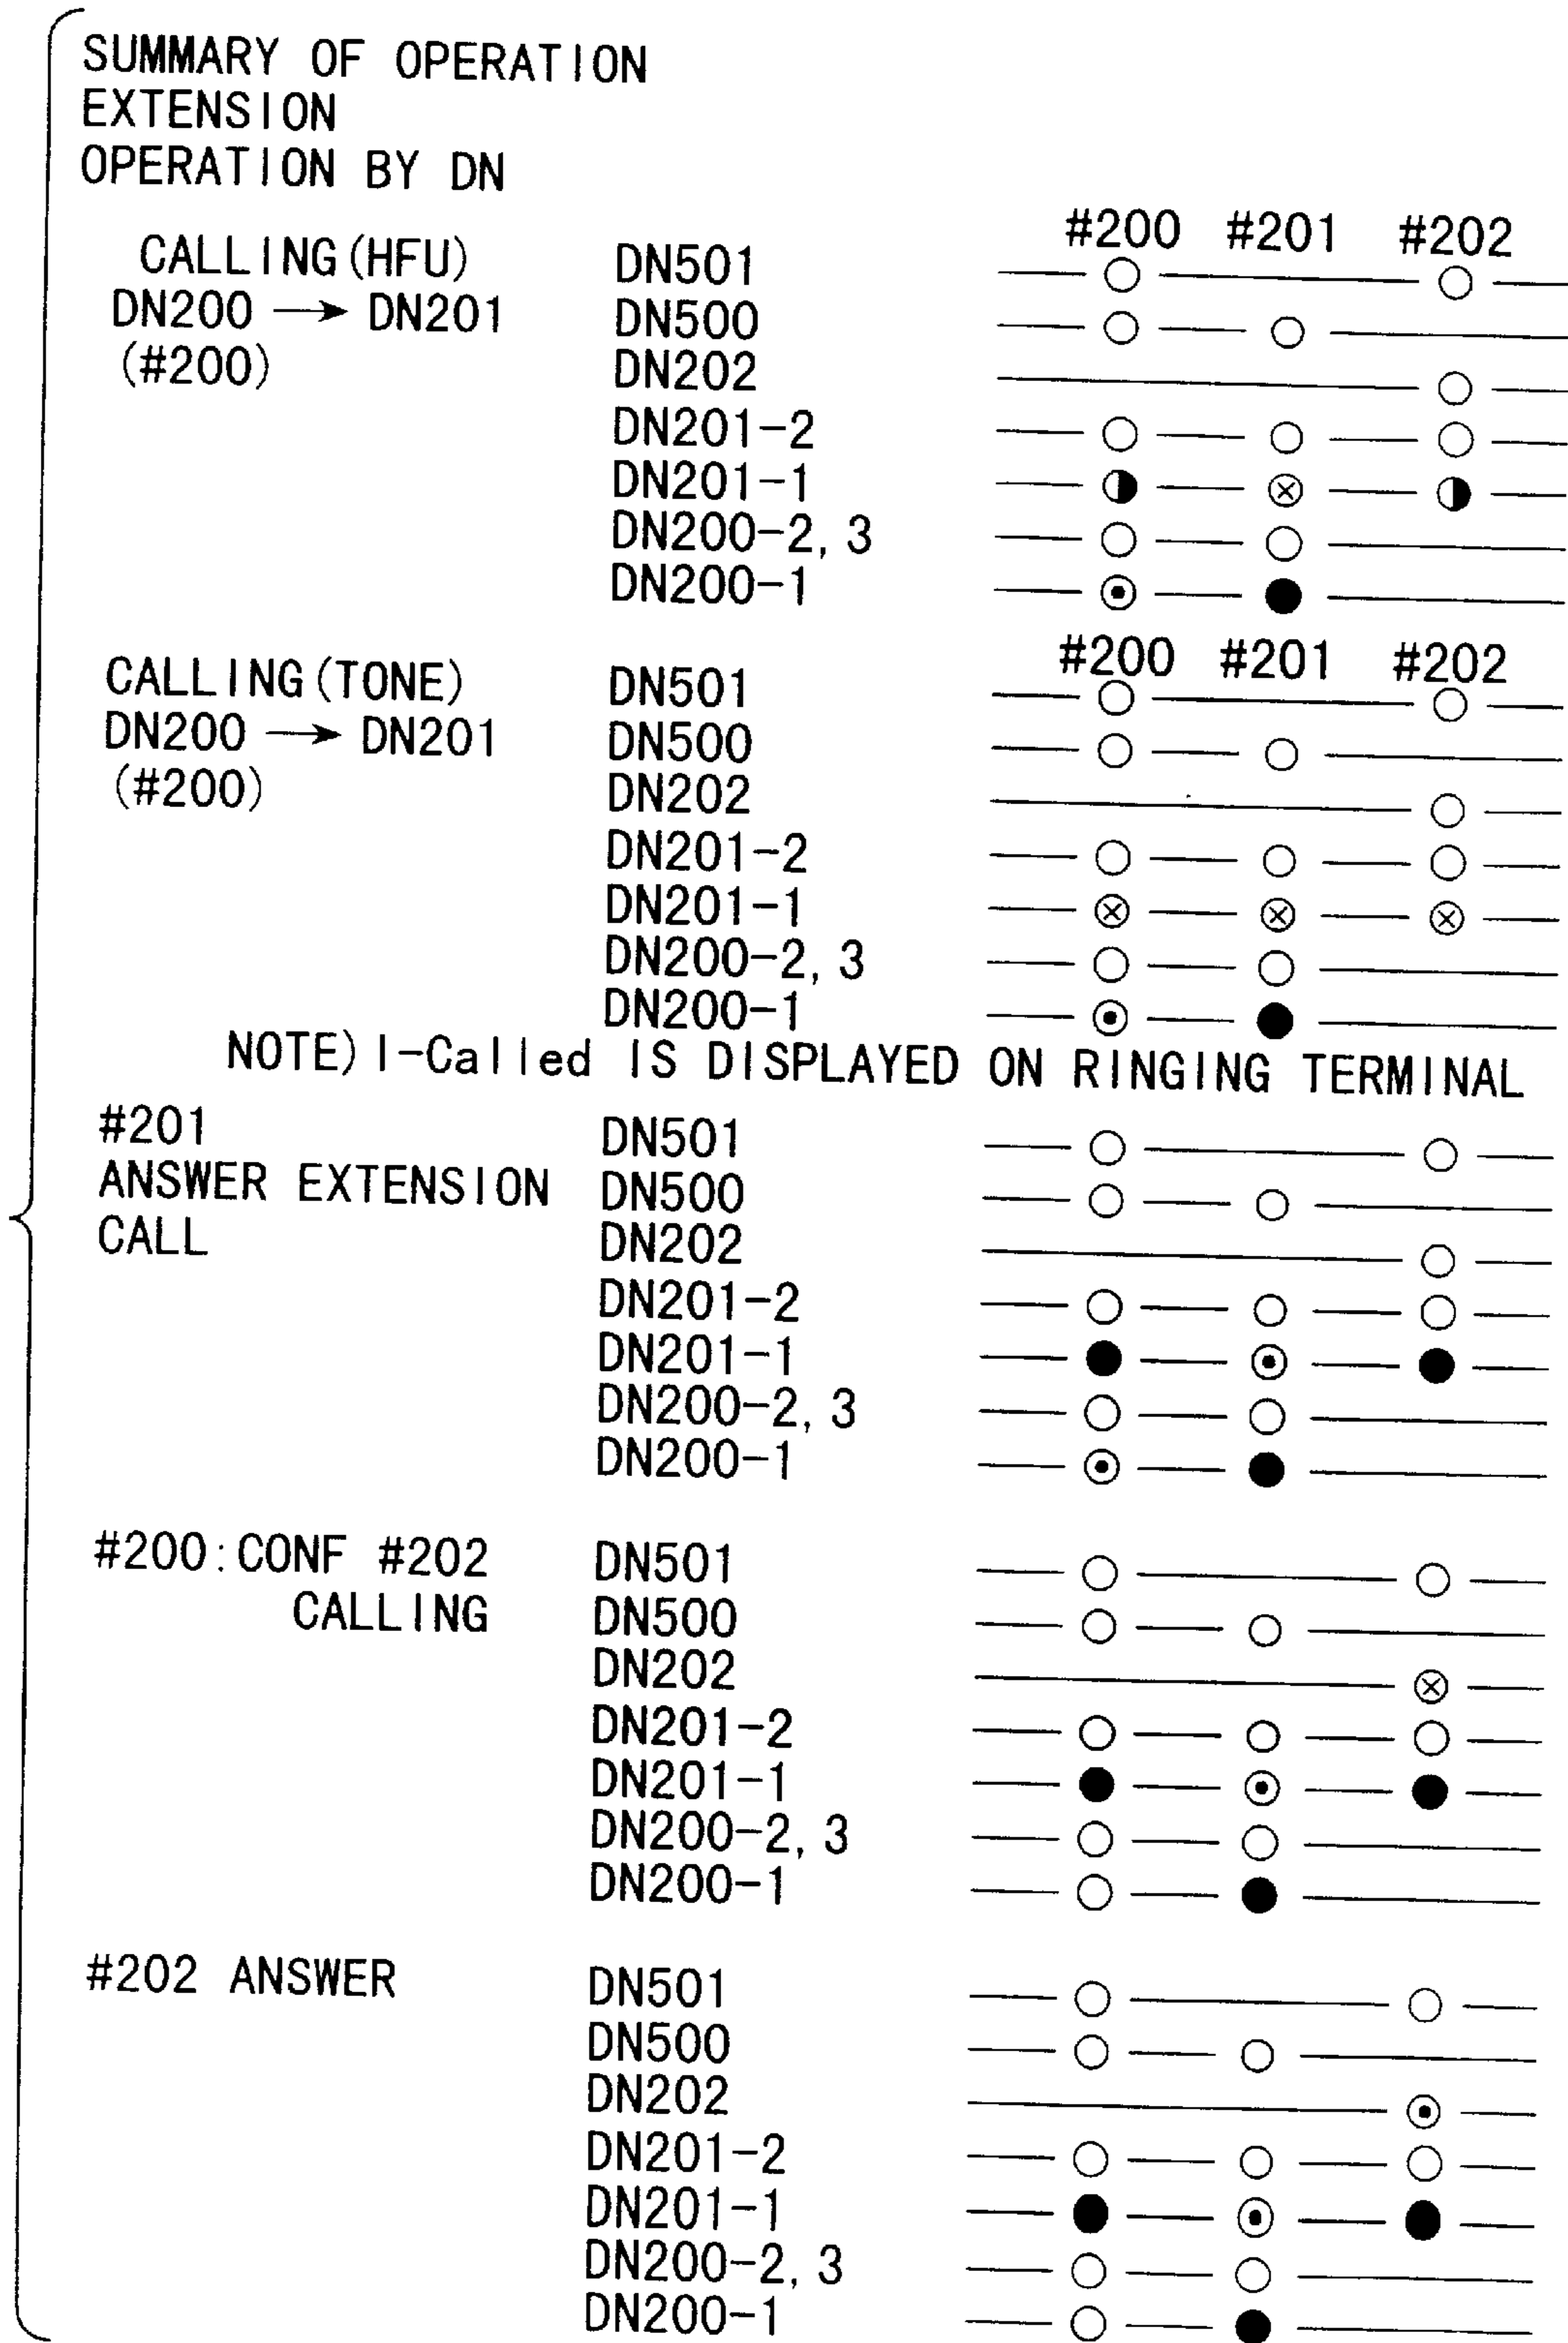 SUMMARY OF OPERATION
EXTENSION
OPERATION BY DN
#200 #201 #202
CALLING(HFU) DN501
DN200 → DN201 DN500
(#200) DN202
DN201-2
DN201-1
DN200-2, 3
DN200-1
#200 #201 #202
CALLING(TONE) DN501
DN200 → DN201 DN500
(#200) DN202
DN201-2
DN201-1
DN200-2, 3
DN200-1
NOTE) I-Called IS DISPLAYED ON RINGING TERMINAL
#201 DN501
ANSWER EXTENSION DN500
CALL DN202
DN201-2
DN201-1
DN200-2, 3
DN200-1
#200:CONF #202 DN501
CALLING DN500
DN202
DN201-2
DN201-1
DN200-2, 3
DN200-1
#202 ANSWER DN501
DN500
DN202
DN201-2
DN201-1
DN200-2, 3
DN200-1